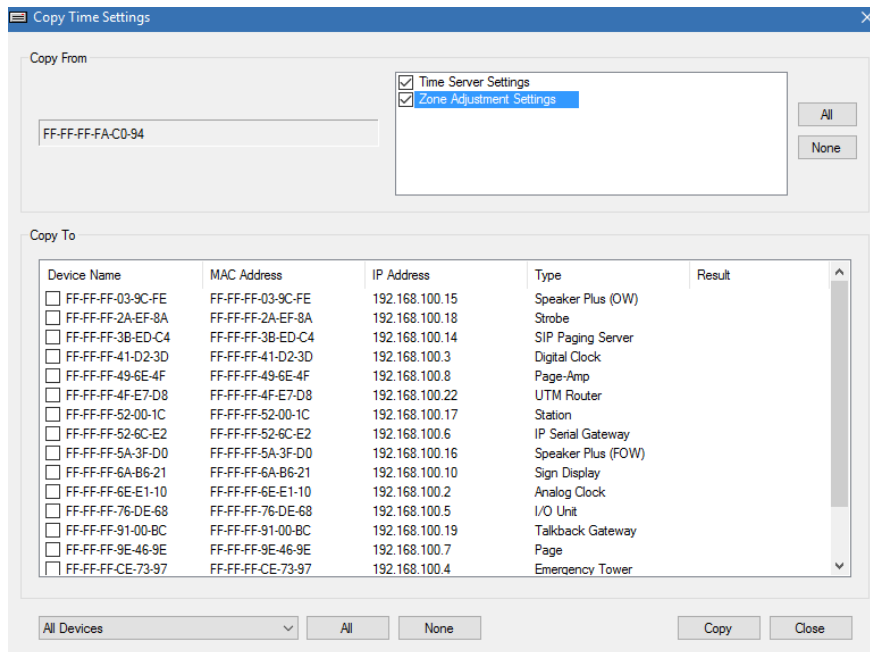 Copy Time Settings
Copy From
Time Server Settings
Zone Adjustment Settings
All
FF-FF-FF-FA-C0-94
None
Copy To
Device Name MAC Address IP Address Type Result
FF-FF-FF-03-9C-FE FF-FF-FF-03-9C-FE 192.168.100.15 Speaker Plus (OW)
FF-FF-FF-2A-EF-8A FF-FF-FF-2A-EF-8A 192.168.100.18 Strobe
FF-FF-FF-3B-ED-C4 FF-FF-FF-3B-ED-C4 192.168.100.14 SIP Paging Server
FF-FF-FF-41-D2-3D FF-FF-FF-41-D2-3D 192.168.100.3 Digital Clock
FF-FF-FF-49-6E-4F FF-FF-FF-49-6E-4F 192.168.100.8 Page-Amp
FF-FF-FF-4F-E7-D8 FF-FF-FF-4F-E7-D8 192.168.100.22 UTM Router
FF-FF-FF-52-00-1C FF-FF-FF-52-00-1C 192.168.100.17 Station
FF-FF-FF-52-6C-E2 FF-FF-FF-52-6C-E2 192.168.100.6 IP Serial Gateway
FF-FF-FF-5A-3F-D0 FF-FF-FF-5A-3F-D0 192.168.100.16 Speaker Plus (FOW)
FF-FF-FF-6A-B6-21 FF-FF-FF-6A-B6-21 192.168.100.10 Sign Display
FF-FF-FF-6E-E1-10 FF-FF-FF-6E-E1-10 192.168.100.2 Analog Clock
FF-FF-FF-76-DE-68 FF-FF-FF-76-DE-68 192.168.100.5 I/O Unit
FF-FF-FF-91-00-BC FF-FF-FF-91-00-BC 192.168.100.19 Talkback Gateway
FF-FF-FF-9E-46-9E FF-FF-FF-9E-46-9E 192.168.100.7 Page
FF-FF-FF-CE-73-97 FF-FF-FF-CE-73-97 192.168.100.4 Emergency Tower
All Devices All None Copy Close